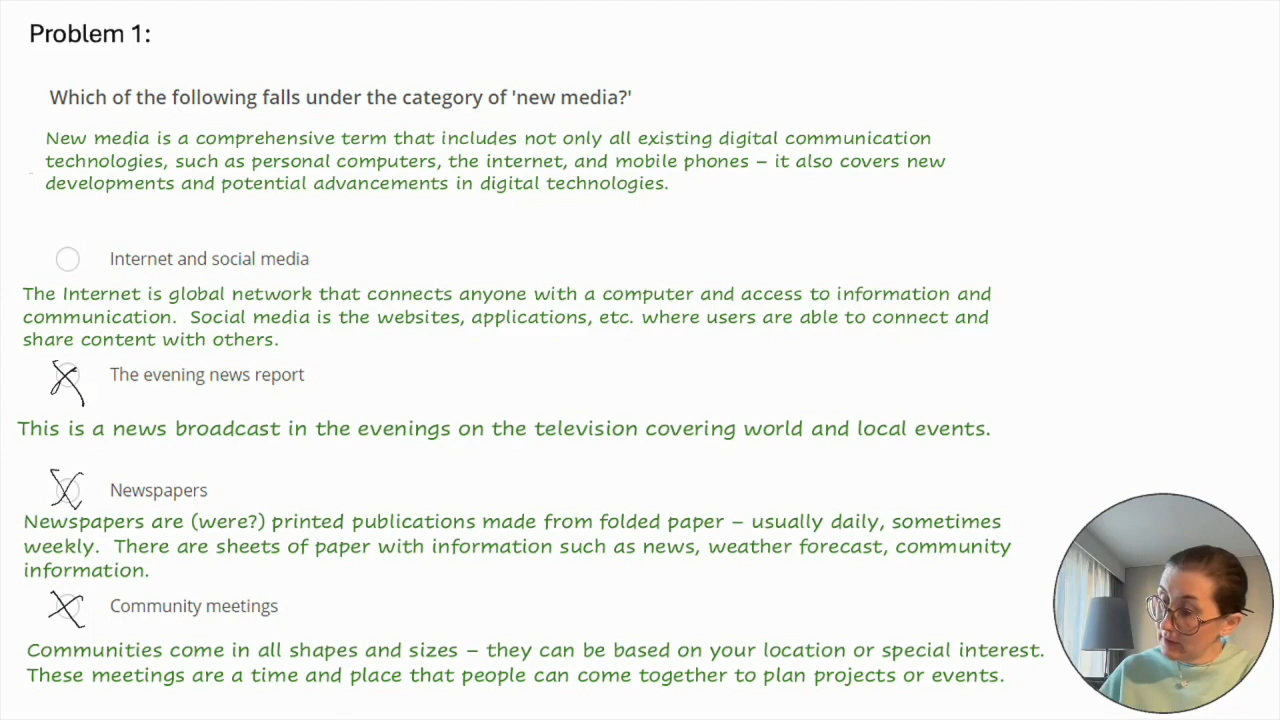 Problem 1:
Which of the following falls under the category of 'new media?'
New media is a comprehensive term that includes not only all existing digital communication
technologies, such as personal computers, the internet, and mobile phones – it also covers new
developments and potential advancements in digital technologies.
Internet and social media
The Internet is global network that connects anyone with a computer and access to information and
communication. Social media is the websites, applications, etc. where users are able to connect and
share content with others.
The evening news report
This is a news broadcast in the evenings on the television covering world and local events.
Newspapers
Newspapers are (were?) printed publications made from folded paper – usually daily, sometimes
weekly. There are sheets of paper with information such as news, weather forecast, community
information.
Community meetings
Communities come in all shapes and sizes – they can be based on your location or special interest.
These meetings are a time and place that people can come together to plan projects or events.